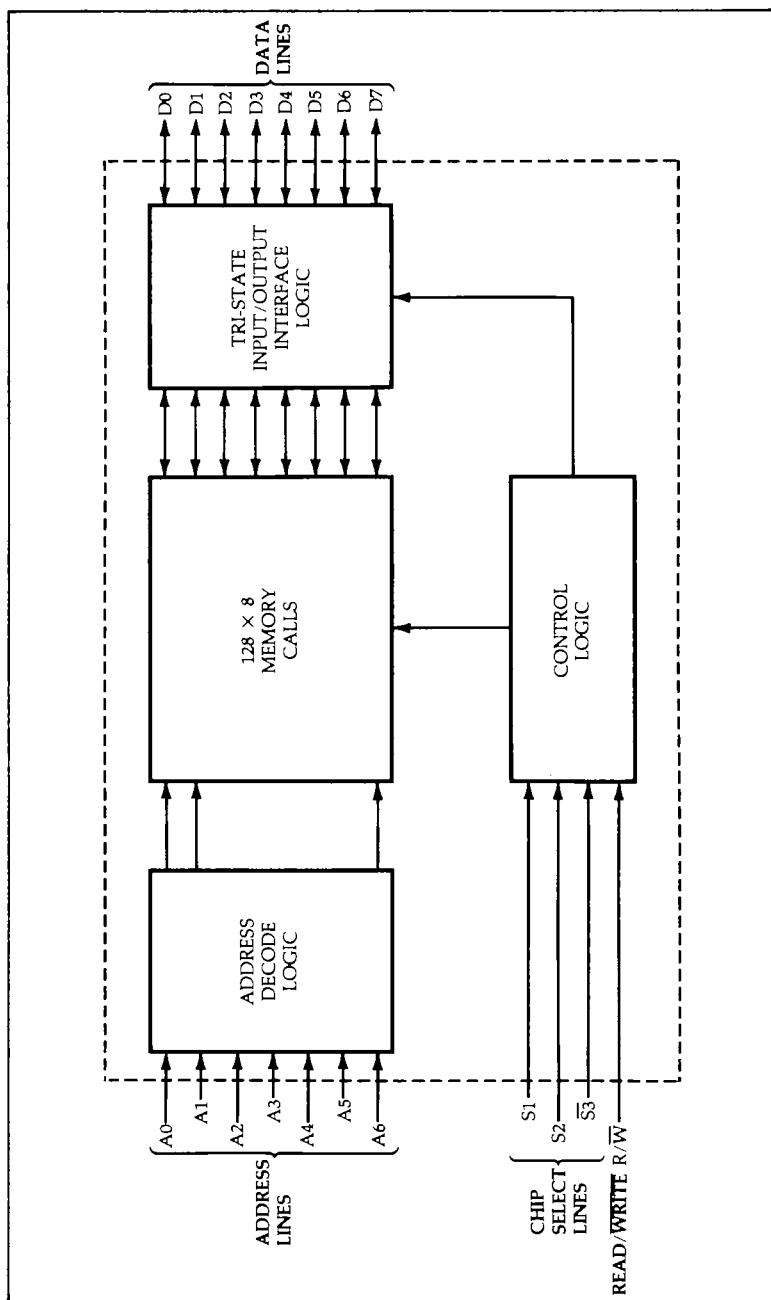 ADDRESS
LINES
A0
A1
A2
A3
A4
A5
A6
ADDRESS
DECODE
LOGIC
128 × 8
MEMORY
CALLS
TRI-STATE
INPUT/OUTPUT
INTERFACE
LOGIC
D0
D1
D2
D3
D4
D5
D6
D7
DATA
LINES
CHIP
SELECT
LINES
S1
S2
S̅3̅
READ/W̅R̅I̅T̅E̅ R/W̅
CONTROL
LOGIC